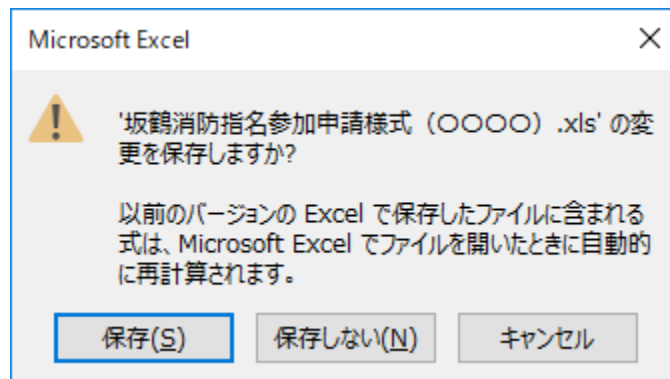 Microsoft Excel
'坂鶴消防指名参加申請様式（〇〇〇〇）.xls' の変
更を保存しますか?
以前のバージョンの Excel で保存したファイルに含まれる
式は、Microsoft Excel でファイルを開いたときに自動的
に再計算されます。
保存(S) 保存しない(N) キャンセル